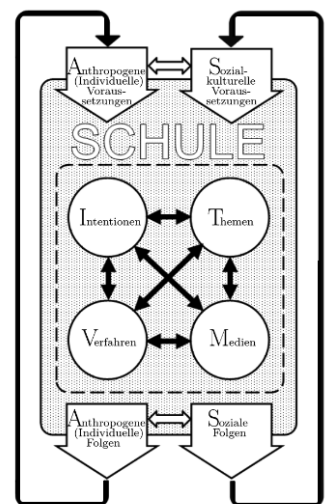 Anthropogene
(Individuelle)
Voraus-
setzungen
Sozial-
kulturelle
Voraus-
setzungen
SCHULE
Intentionen
Themen
Verfahren
Medien
Anthropogene
(Individuelle)
Folgen
Soziale
Folgen